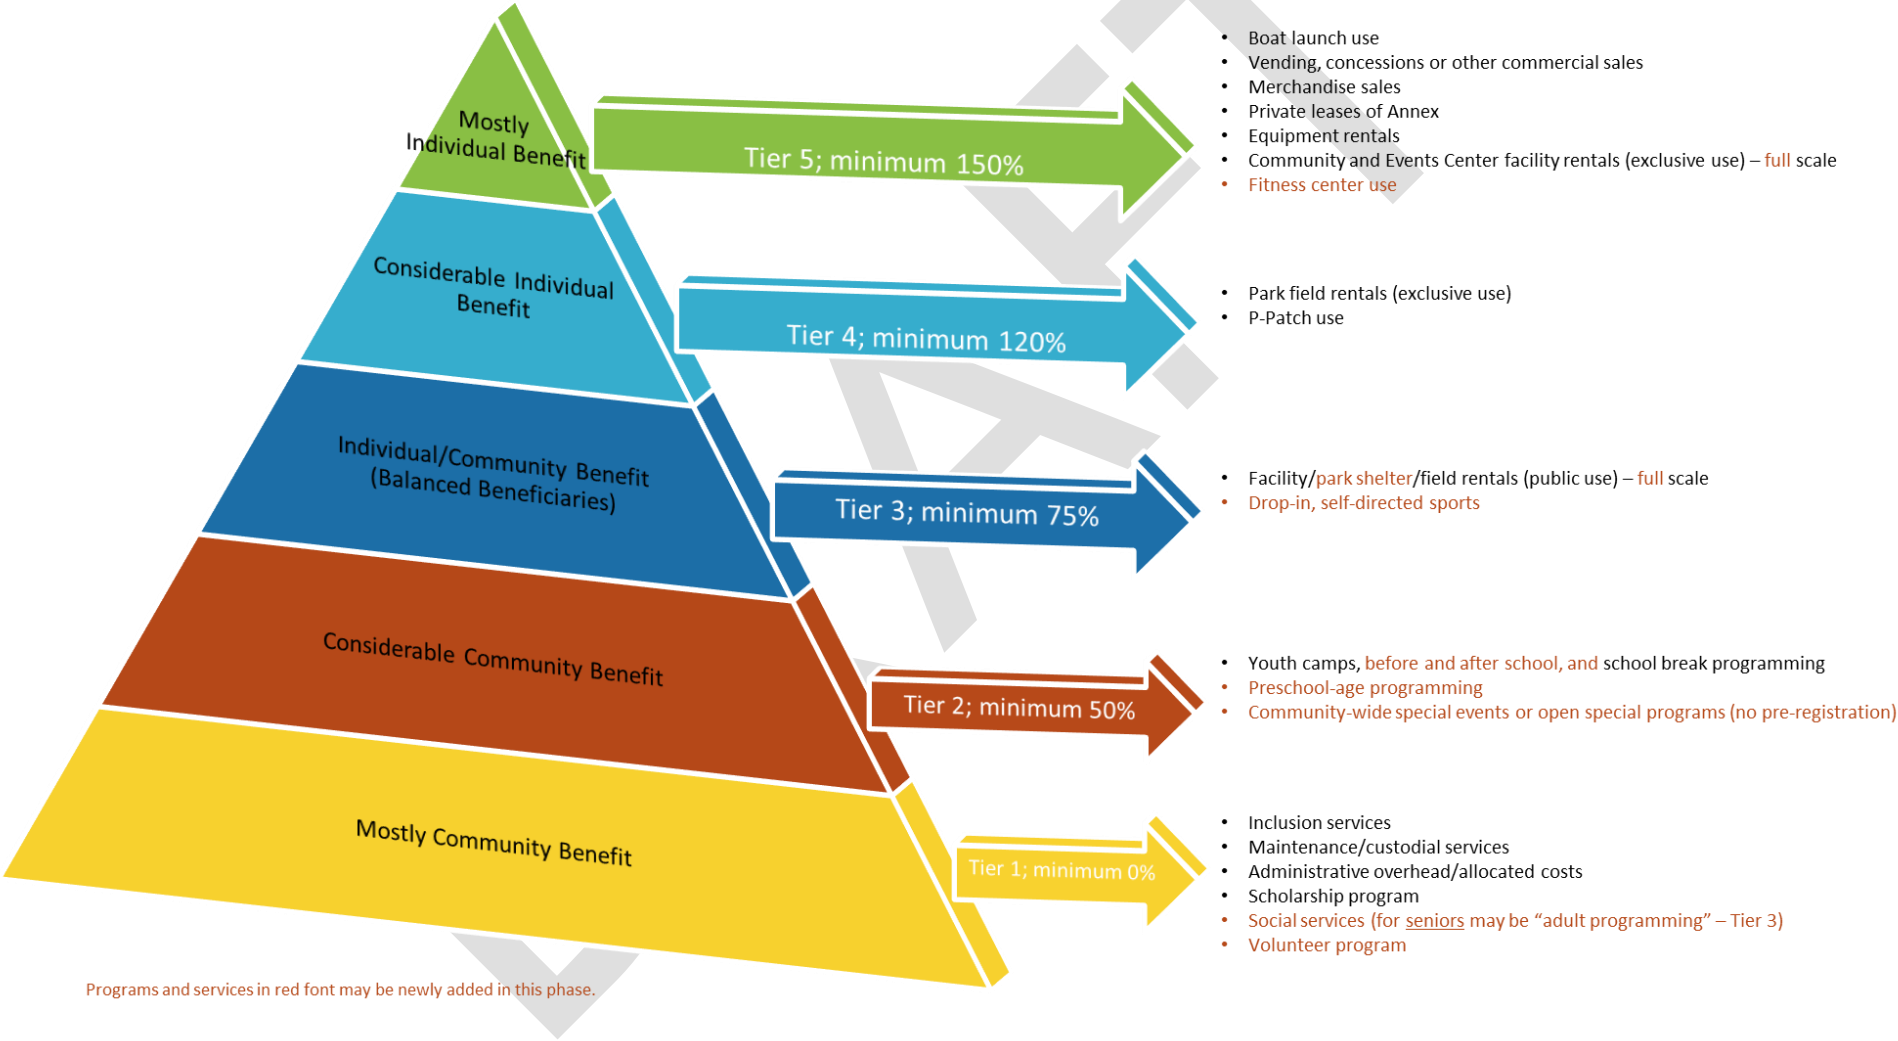 Mostly
Individual Benefit
Tier 5; minimum 150%
• Boat launch use
• Vending, concessions or other commercial sales
• Merchandise sales
• Private leases of Annex
• Equipment rentals
• Community and Events Center facility rentals (exclusive use) – full scale
• Fitness center use
Considerable Individual
Benefit
Tier 4; minimum 120%
• Park field rentals (exclusive use)
• P-Patch use
Individual/Community Benefit
(Balanced Beneficiaries)
Tier 3; minimum 75%
• Facility/park shelter/field rentals (public use) – full scale
• Drop-in, self-directed sports
Considerable Community Benefit
Tier 2; minimum 50%
• Youth camps, before and after school, and school break programming
• Preschool-age programming
• Community-wide special events or open special programs (no pre-registration)
Mostly Community Benefit
Tier 1; minimum 0%
• Inclusion services
• Maintenance/custodial services
• Administrative overhead/allocated costs
• Scholarship program
• Social services (for seniors may be “adult programming” – Tier 3)
• Volunteer program
Programs and services in red font may be newly added in this phase.